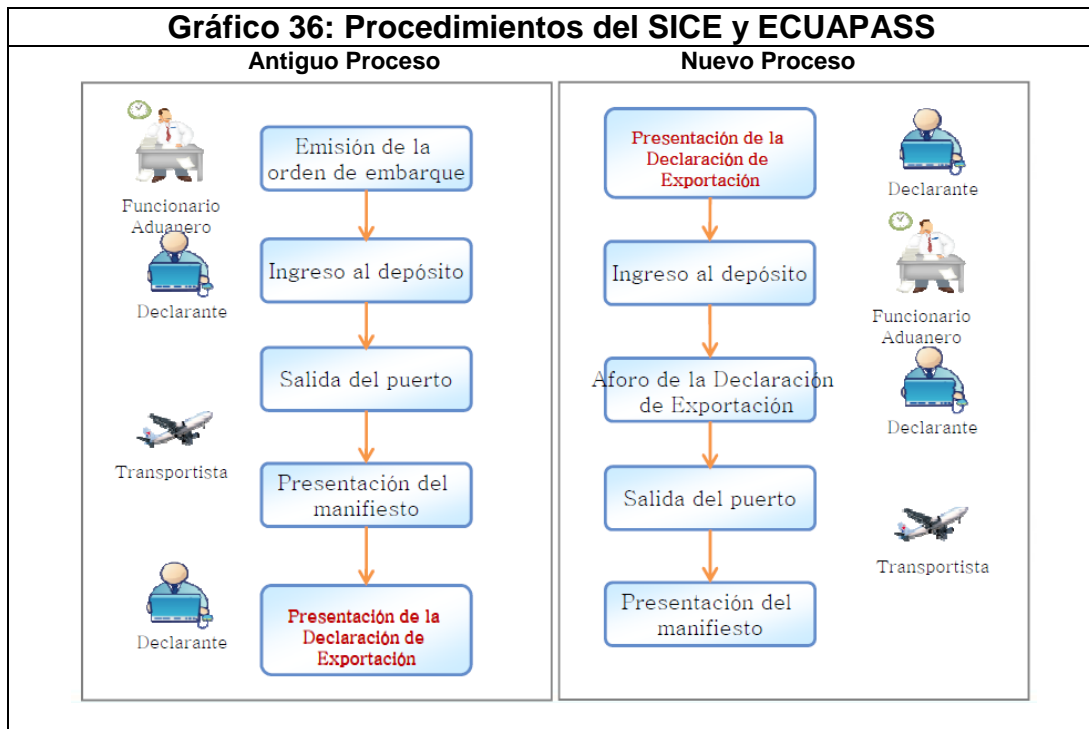 Gráfico 36: Procedimientos del SICE y ECUAPASS
Antiguo Proceso
Nuevo Proceso
Emisión de la
orden de embarque
Funcionario
Aduanero
Ingreso al depósito
Declarante
Salida del puerto
Transportista
Presentación del
manifiesto
Presentación de la
Declaración de
Exportación
Declarante
Presentación de la
Declaración de
Exportación
Declarante
Ingreso al depósito
Funcionario
Aduanero
Aforo de la Declaración
de Exportación
Declarante
Salida del puerto
Transportista
Presentación del
manifiesto